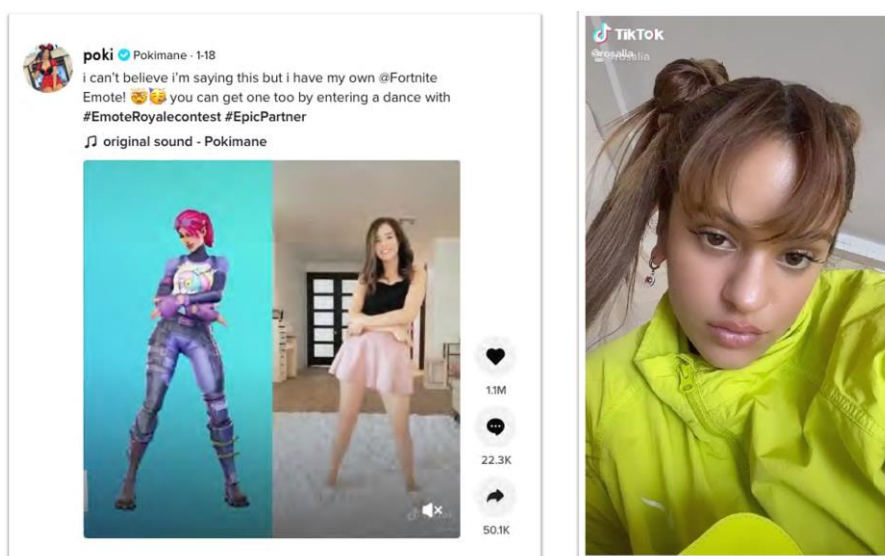 poki Pokimane · 1-18
i can't believe i'm saying this but i have my own @Fortnite
Emote! 🤯🥳 you can get one too by entering a dance with
#EmoteRoyalecontest #EpicPartner
original sound - Pokimane
1.1M
22.3K
50.1K
TikTok
@rosalia